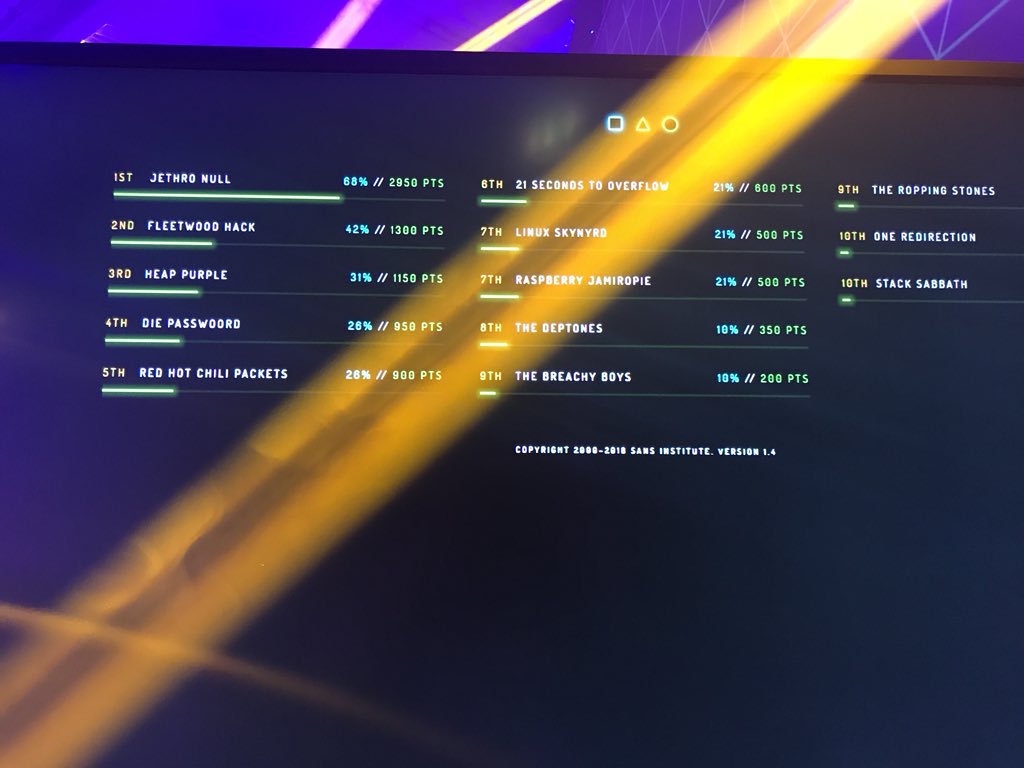 1ST JETHRO NULL 68% // 2950 PTS
2ND FLEETWOOD HACK 42% // 1300 PTS
3RD HEAP PURPLE 31% // 1150 PTS
4TH DIE PASSWOORD 26% // 950 PTS
5TH RED HOT CHILI PACKETS 26% // 900 PTS
6TH 21 SECONDS TO OVERFLOW 21% // 600 PTS
7TH LINUX SKYNYRD 21% // 500 PTS
7TH RASPBERRY JAMIROPIE 21% // 500 PTS
8TH THE DEPTONES 10% // 350 PTS
9TH THE BREACHY BOYS 10% // 200 PTS
9TH THE ROPPING STONES
10TH ONE REDIRECTION
10TH STACK SABBATH
COPYRIGHT 2000-2018 SANS INSTITUTE. VERSION 1.4